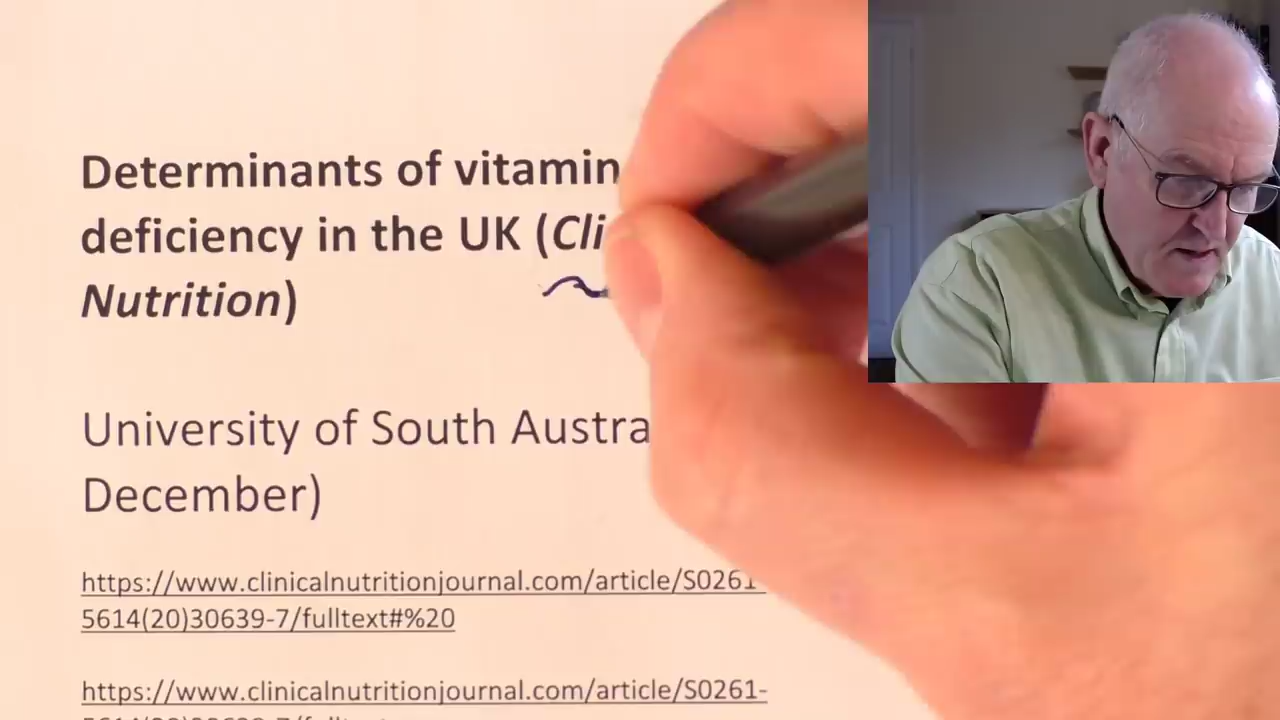 Determinants of vitamin
deficiency in the UK (Cli
Nutrition)
University of South Austra
December)
https://www.clinicalnutritionjournal.com/article/S0261-
5614(20)30639-7/fulltext#%20
https://www.clinicalnutritionjournal.com/article/S0261-